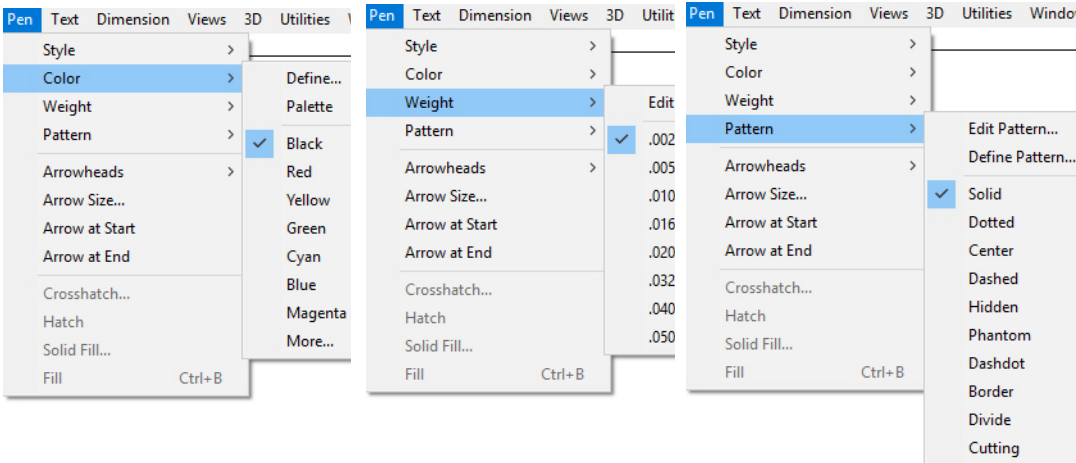 Pen Text Dimension Views 3D Utilities
Style
Color
Weight
Pattern
Arrowheads
Arrow Size...
Arrow at Start
Arrow at End
Crosshatch...
Hatch
Solid Fill...
Fill Ctrl+B
Define...
Palette
Black
Red
Yellow
Green
Cyan
Blue
Magenta
More...
Pen Text Dimension Views 3D Utilit
Style
Color
Weight
Pattern
Arrowheads
Arrow Size...
Arrow at Start
Arrow at End
Crosshatch...
Hatch
Solid Fill...
Fill Ctrl+B
Edit
.002
.005
.010
.016
.020
.032
.040
.050
Pen Text Dimension Views 3D Utilities Windo
Style
Color
Weight
Pattern
Arrowheads
Arrow Size...
Arrow at Start
Arrow at End
Crosshatch...
Hatch
Solid Fill...
Fill Ctrl+B
Edit Pattern...
Define Pattern...
Solid
Dotted
Center
Dashed
Hidden
Phantom
Dashdot
Border
Divide
Cutting